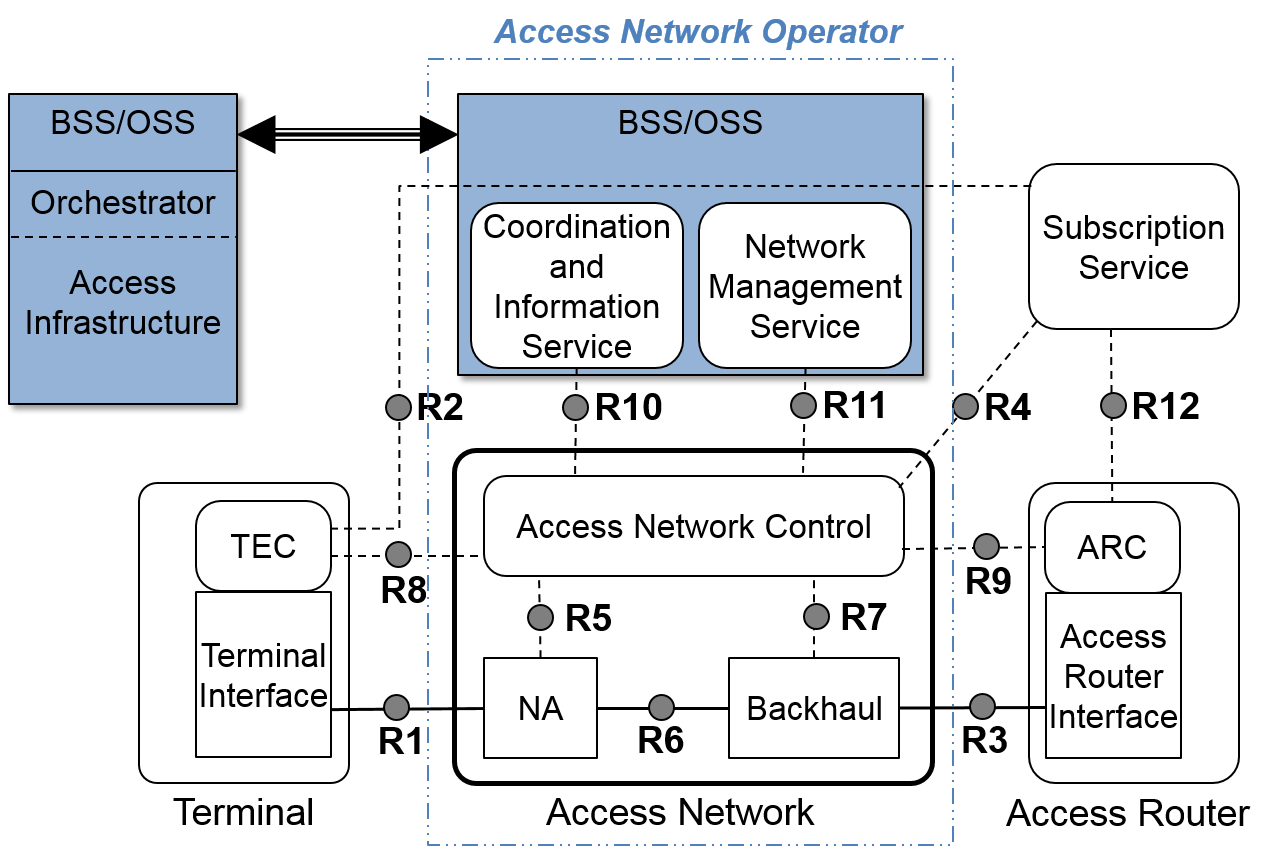 Access Network Operator
BSS/OSS
Orchestrator
Access
Infrastructure
BSS/OSS
Coordination
and
Information
Service
Network
Management
Service
Subscription
Service
R2
R10
R11
R4
R12
TEC
Access Network Control
ARC
R8
R9
R5
R7
Terminal
Interface
NA
Backhaul
Access
Router
Interface
R1
R6
R3
Terminal
Access Network
Access Router